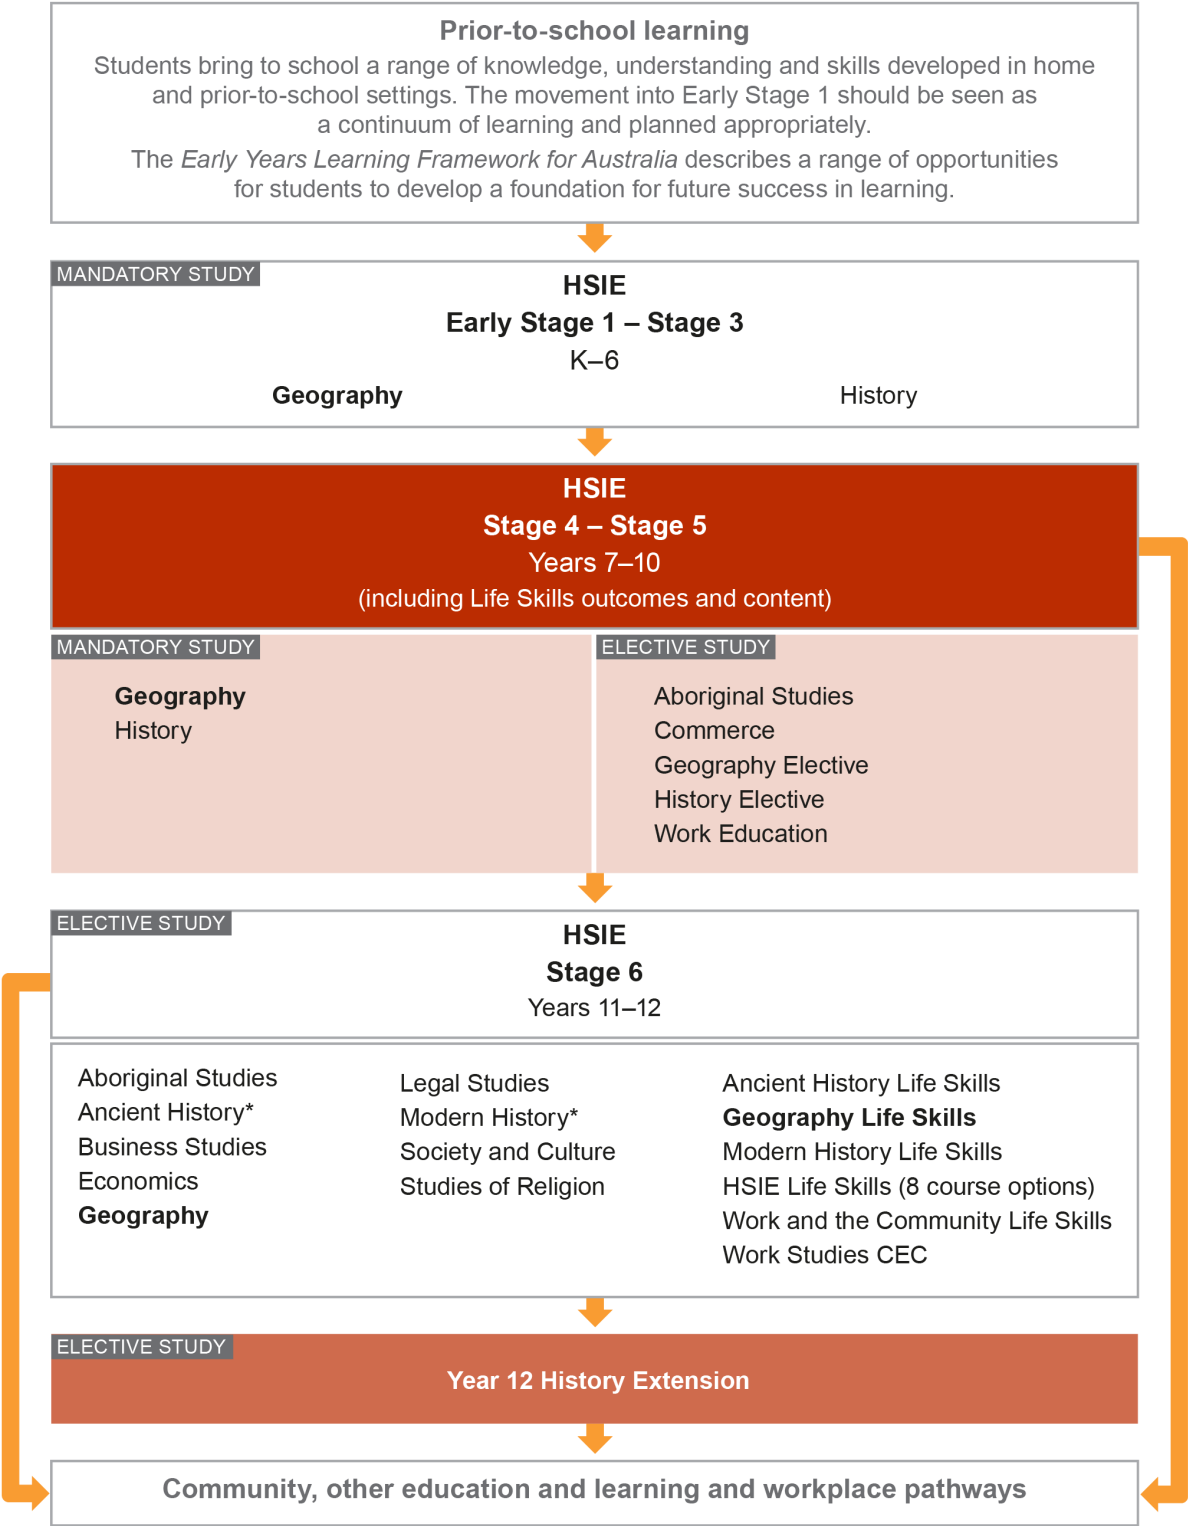 Prior-to-school learning
Students bring to school a range of knowledge, understanding and skills developed in home
and prior-to-school settings. The movement into Early Stage 1 should be seen as
a continuum of learning and planned appropriately.
The Early Years Learning Framework for Australia describes a range of opportunities
for students to develop a foundation for future success in learning.
MANDATORY STUDY
HSIE
Early Stage 1 – Stage 3
K–6
Geography
History
HSIE
Stage 4 – Stage 5
Years 7–10
(including Life Skills outcomes and content)
MANDATORY STUDY
Geography
History
ELECTIVE STUDY
Aboriginal Studies
Commerce
Geography Elective
History Elective
Work Education
ELECTIVE STUDY
HSIE
Stage 6
Years 11–12
Aboriginal Studies
Ancient History*
Business Studies
Economics
Geography
Legal Studies
Modern History*
Society and Culture
Studies of Religion
Ancient History Life Skills
Geography Life Skills
Modern History Life Skills
HSIE Life Skills (8 course options)
Work and the Community Life Skills
Work Studies CEC
ELECTIVE STUDY
Year 12 History Extension
Community, other education and learning and workplace pathways